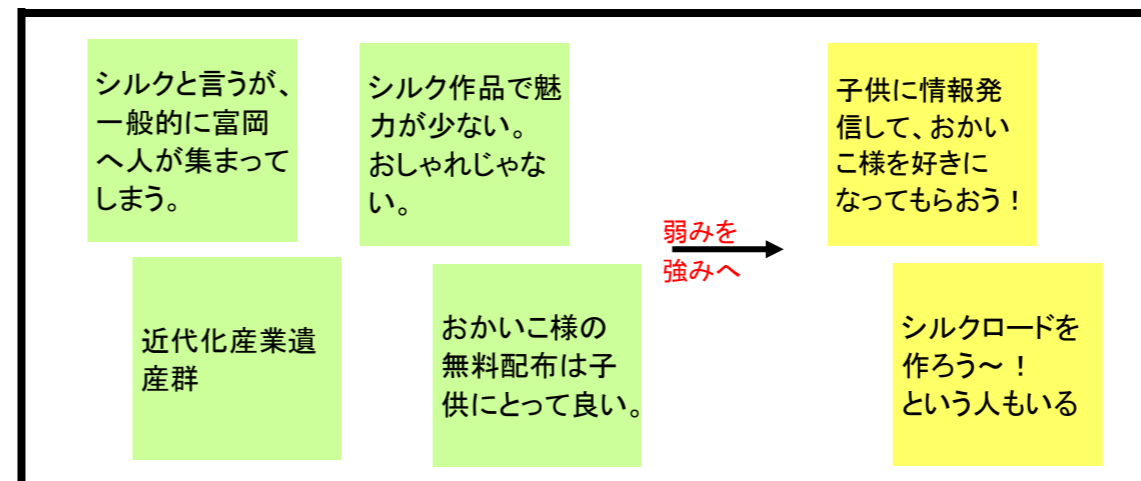 シルクと言うが、
一般的に富岡
へ人が集まって
しまう。
シルク作品で魅
力が少ない。
おしゃれじゃな
い。
近代化産業遺
産群
おかいこ様の
無料配布は子
供にとって良い。
弱みを
強みへ
子供に情報発
信して、おかい
こ様を好きに
なってもらおう！
シルクロードを
作ろう～！
という人もいる